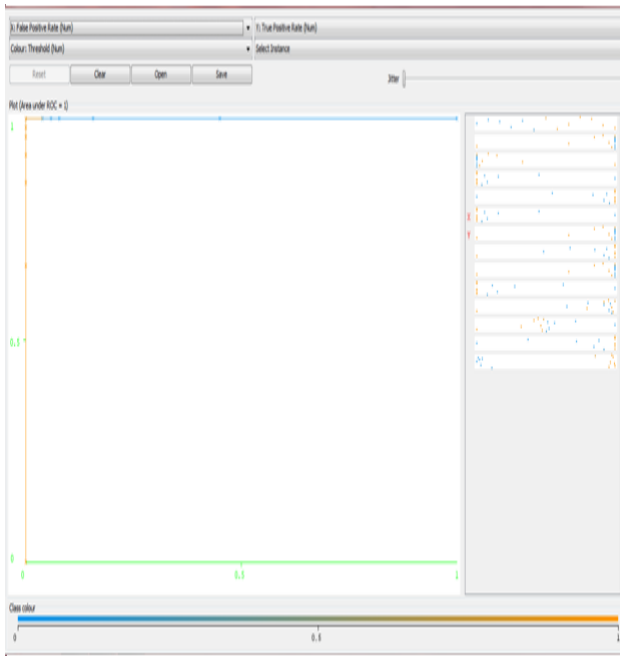 X: False Positive Rate (Num)
Y: True Positive Rate (Num)
Colour: Threshold (Num)
Select Instance
Reset
Clear
Open
Save
Jitter
Plot (Area under ROC = 1)
1
0.5
0
0
0.5
1
X
Y
Class colour
0
0.5
1